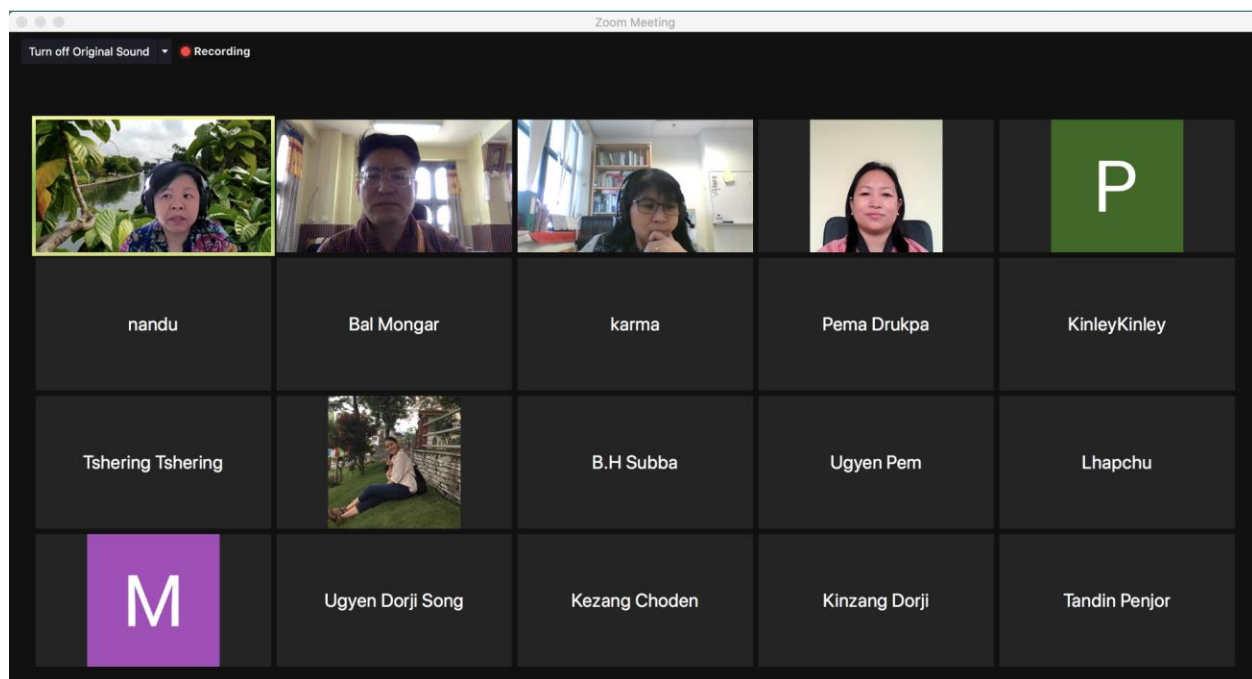 Zoom Meeting
Turn off Original Sound
Recording
P
nandu
Bal Mongar
karma
Pema Drukpa
KinleyKinley
Tshering Tshering
B.H Subba
Ugyen Pem
Lhapchu
M
Ugyen Dorji Song
Kezang Choden
Kinzang Dorji
Tandin Penjor